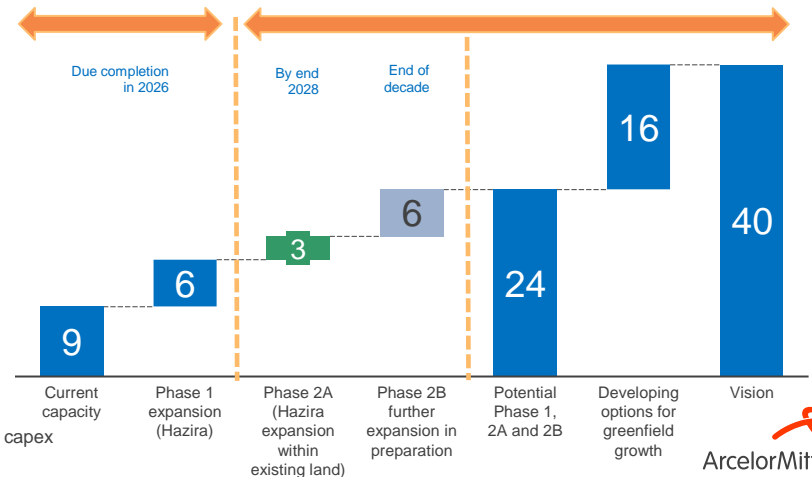 Due completion
in 2026
By end
2028
End of
decade
9
6
3
6
24
16
40
Current
capacity
Phase 1
expansion
(Hazira)
Phase 2A
(Hazira
expansion
within
existing land)
Phase 2B
further
expansion in
preparation
Potential
Phase 1,
2A and 2B
Developing
options for
greenfield
growth
Vision
capex